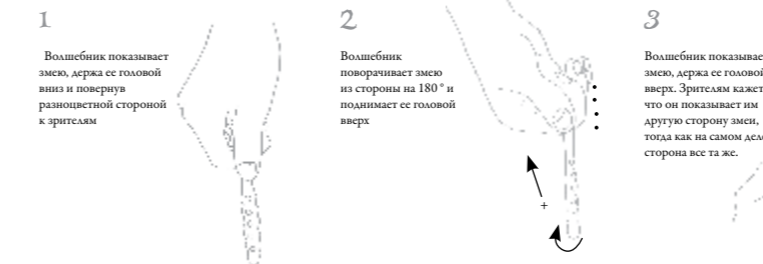 1
Волшебник показывает
змею, держа ее головой
вниз и повернув
разноцветной стороной
к зрителям
2
Волшебник
поворачивает змею
из стороны на 180 ° и
поднимает ее головой
вверх
+
3
Волшебник показывае
змею, держа ее головой
вверх. Зрителям кажет
что он показывает им
другую сторону змеи,
тогда как на самом дел
сторона все та же.